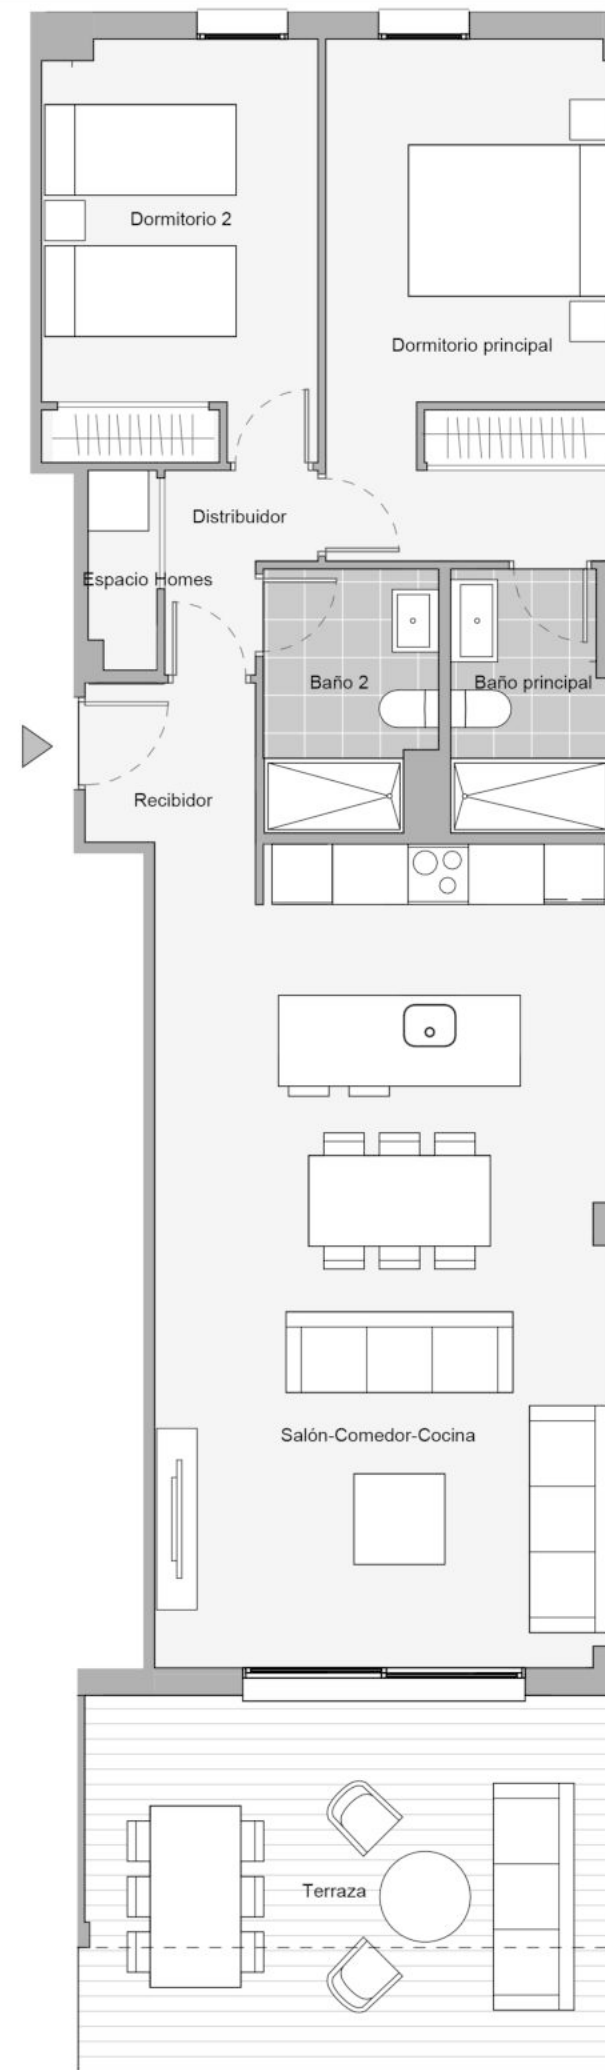 Dormitorio 2
Dormitorio principal
Distribuidor
Espacio Homes
Baño 2
Baño principal
Recibidor
Salón-Comedor-Cocina
Terraza